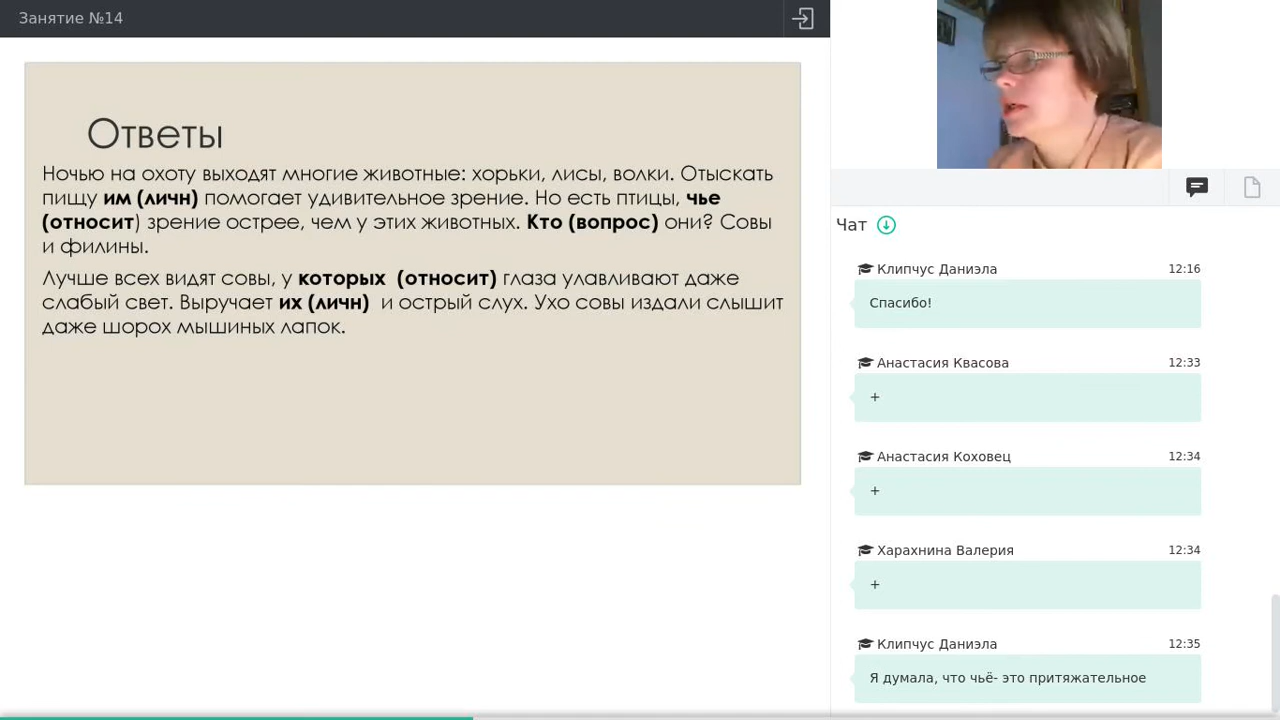 Занятие №14
Ответы
Ночью на охоту выходят многие животные: хорьки, лисы, волки. Отыскать
пищу им (личн) помогает удивительное зрение. Но есть птицы, чье
(относит) зрение острее, чем у этих животных. Кто (вопрос) они? Совы
и филины.
Лучше всех видят совы, у которых (относит) глаза улавливают даже
слабый свет. Выручает их (личн) и острый слух. Ухо совы издали слышит
даже шорох мышиных лапок.
Чат
Клипчус Даниэла 12:16
Спасибо!
Анастасия Квасова 12:33
+
Анастасия Коховец 12:34
+
Харахнина Валерия 12:34
+
Клипчус Даниэла 12:35
Я думала, что чьё- это притяжательное